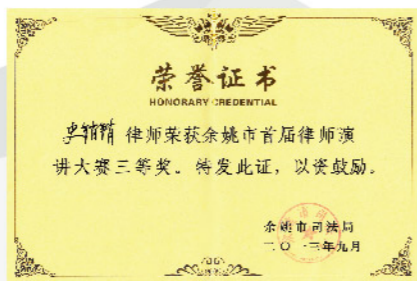 荣誉证书
HONORARY CREDENTIAL
律师荣获余姚市首届律师演
讲大赛三等奖。特发此证，以资鼓励。
余姚市司法局
二〇一三年九月